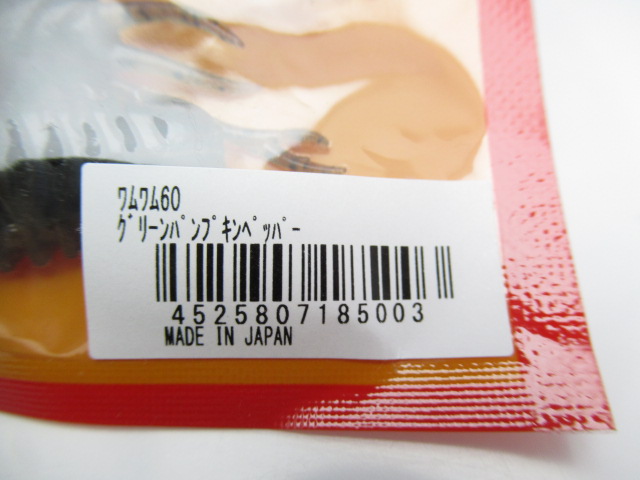 ﾜﾑﾜﾑ60
ｸﾞﾘｰﾝﾊﾟﾝﾌﾟｷﾝﾍﾟｯﾊﾟｰ
4525807185003
MADE IN JAPAN